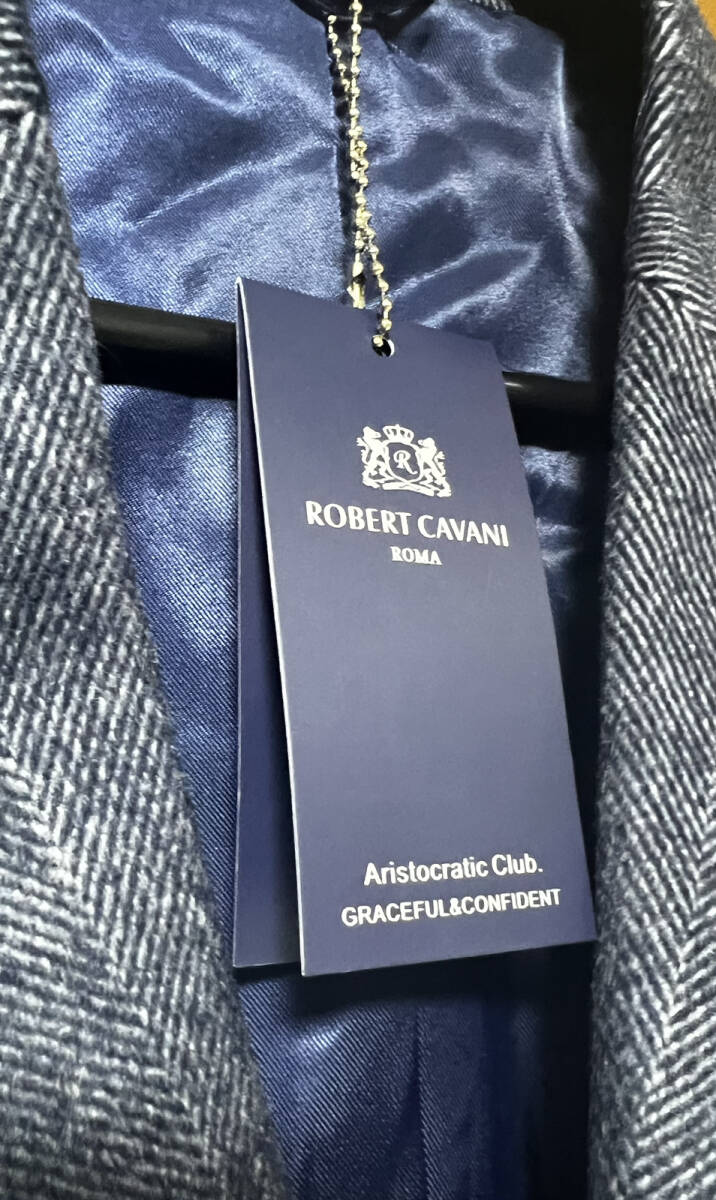 R
ROBERT CAVANI
ROMA
Aristocratic Club.
GRACEFUL&CONFIDENT